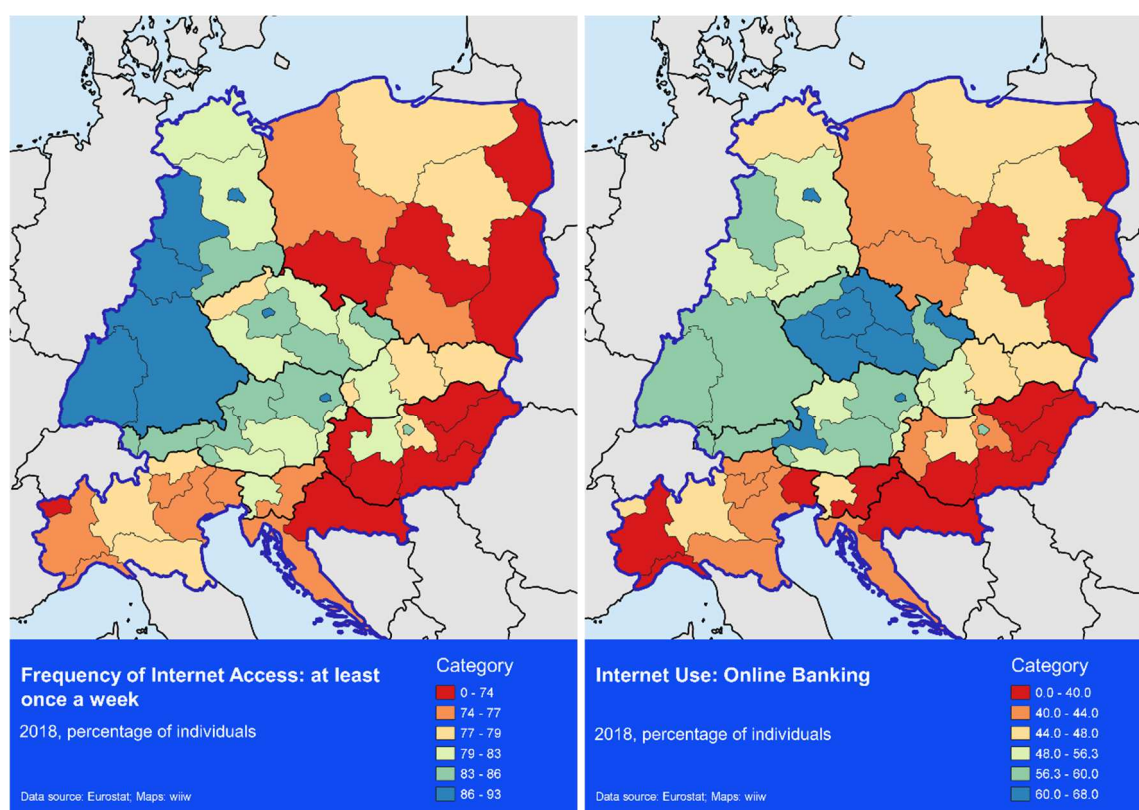 Frequency of Internet Access: at least
once a week
2018, percentage of individuals
Data source: Eurostat; Maps: wiiw
Category
0 - 74
74 - 77
77 - 79
79 - 83
83 - 86
86 - 93
Internet Use: Online Banking
2018, percentage of individuals
Data source: Eurostat; Maps: wiiw
Category
0.0 - 40.0
40.0 - 44.0
44.0 - 48.0
48.0 - 56.3
56.3 - 60.0
60.0 - 68.0